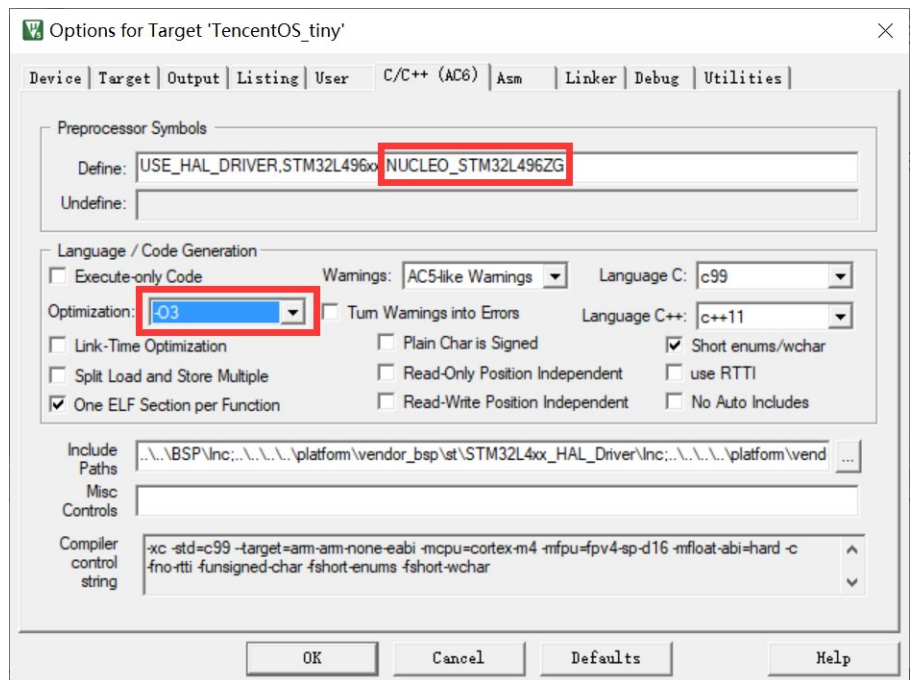 Options for Target 'TencentOS_tiny'
Device Target Output Listing User C/C++ (AC6) Asm Linker Debug Utilities
Preprocessor Symbols
Define: USE_HAL_DRIVER,STM32L496xx NUCLEO_STM32L496ZG
Undefine:
Language / Code Generation
Execute-only Code Warnings: AC5-like Warnings Language C: c99
Optimization: -O3 Turn Warnings into Errors Language C++: c++11
Link-Time Optimization Plain Char is Signed Short enums/wchar
Split Load and Store Multiple Read-Only Position Independent use RTTI
One ELF Section per Function Read-Write Position Independent No Auto Includes
Include Paths ..\..\BSP\Inc;..\..\..\..\platform\vendor_bsp\st\STM32L4xx_HAL_Driver\Inc;..\..\..\..\platform\vend ...
Misc Controls
Compiler control string -xc -std=c99 --target=arm-arm-none-eabi -mcpu=cortex-m4 -mfpu=fpv4-sp-d16 -mfloat-abi=hard -c
-fno-rtti -funsigned-char -fshort-enums -fshort-wchar
OK Cancel Defaults Help